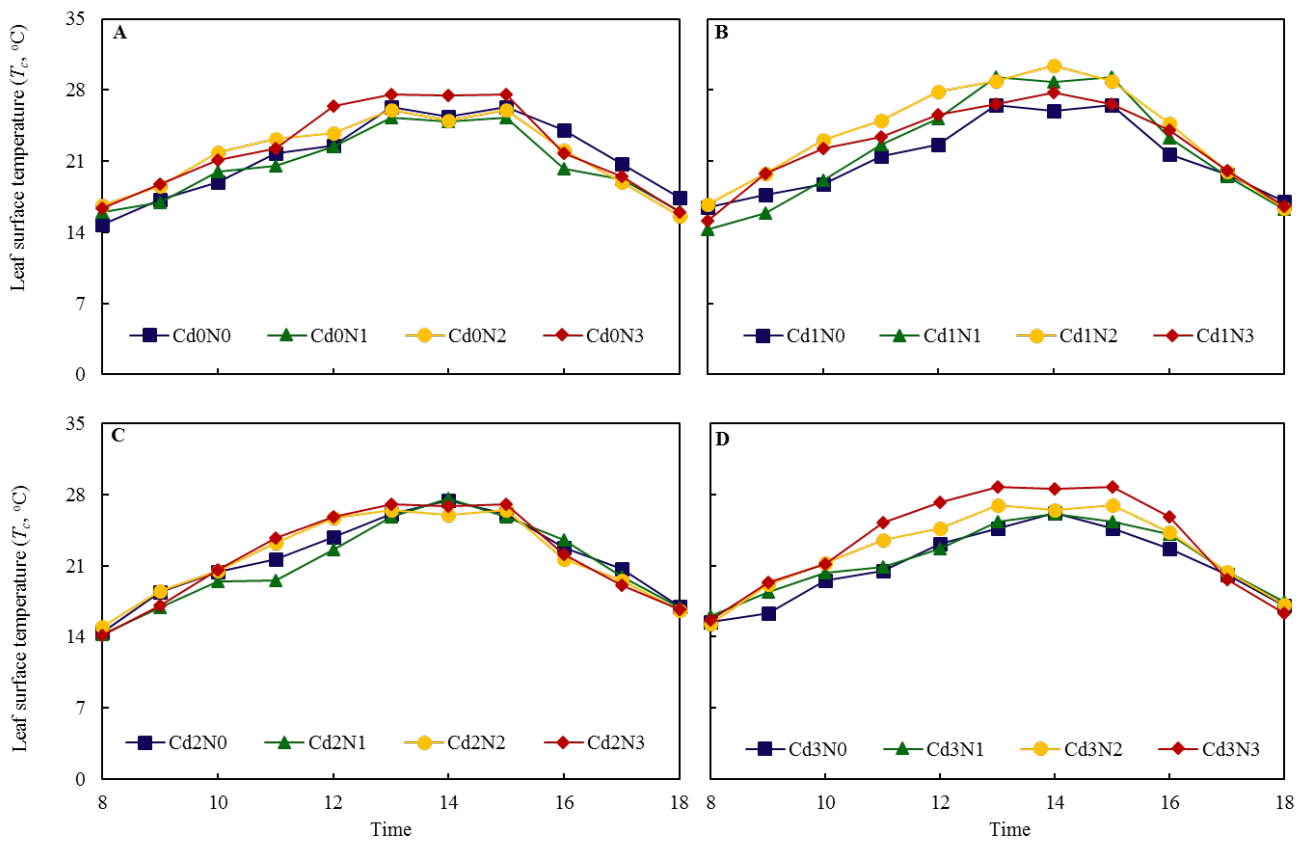 Leaf surface temperature (Tc, °C)
35
28
21
14
7
0
A
Cd0N0 Cd0N1 Cd0N2 Cd0N3
B
Cd1N0 Cd1N1 Cd1N2 Cd1N3
Leaf surface temperature (Tc, °C)
35
28
21
14
7
0
C
Cd2N0 Cd2N1 Cd2N2 Cd2N3
8 10 12 14 16 18
Time
D
Cd3N0 Cd3N1 Cd3N2 Cd3N3
8 10 12 14 16 18
Time